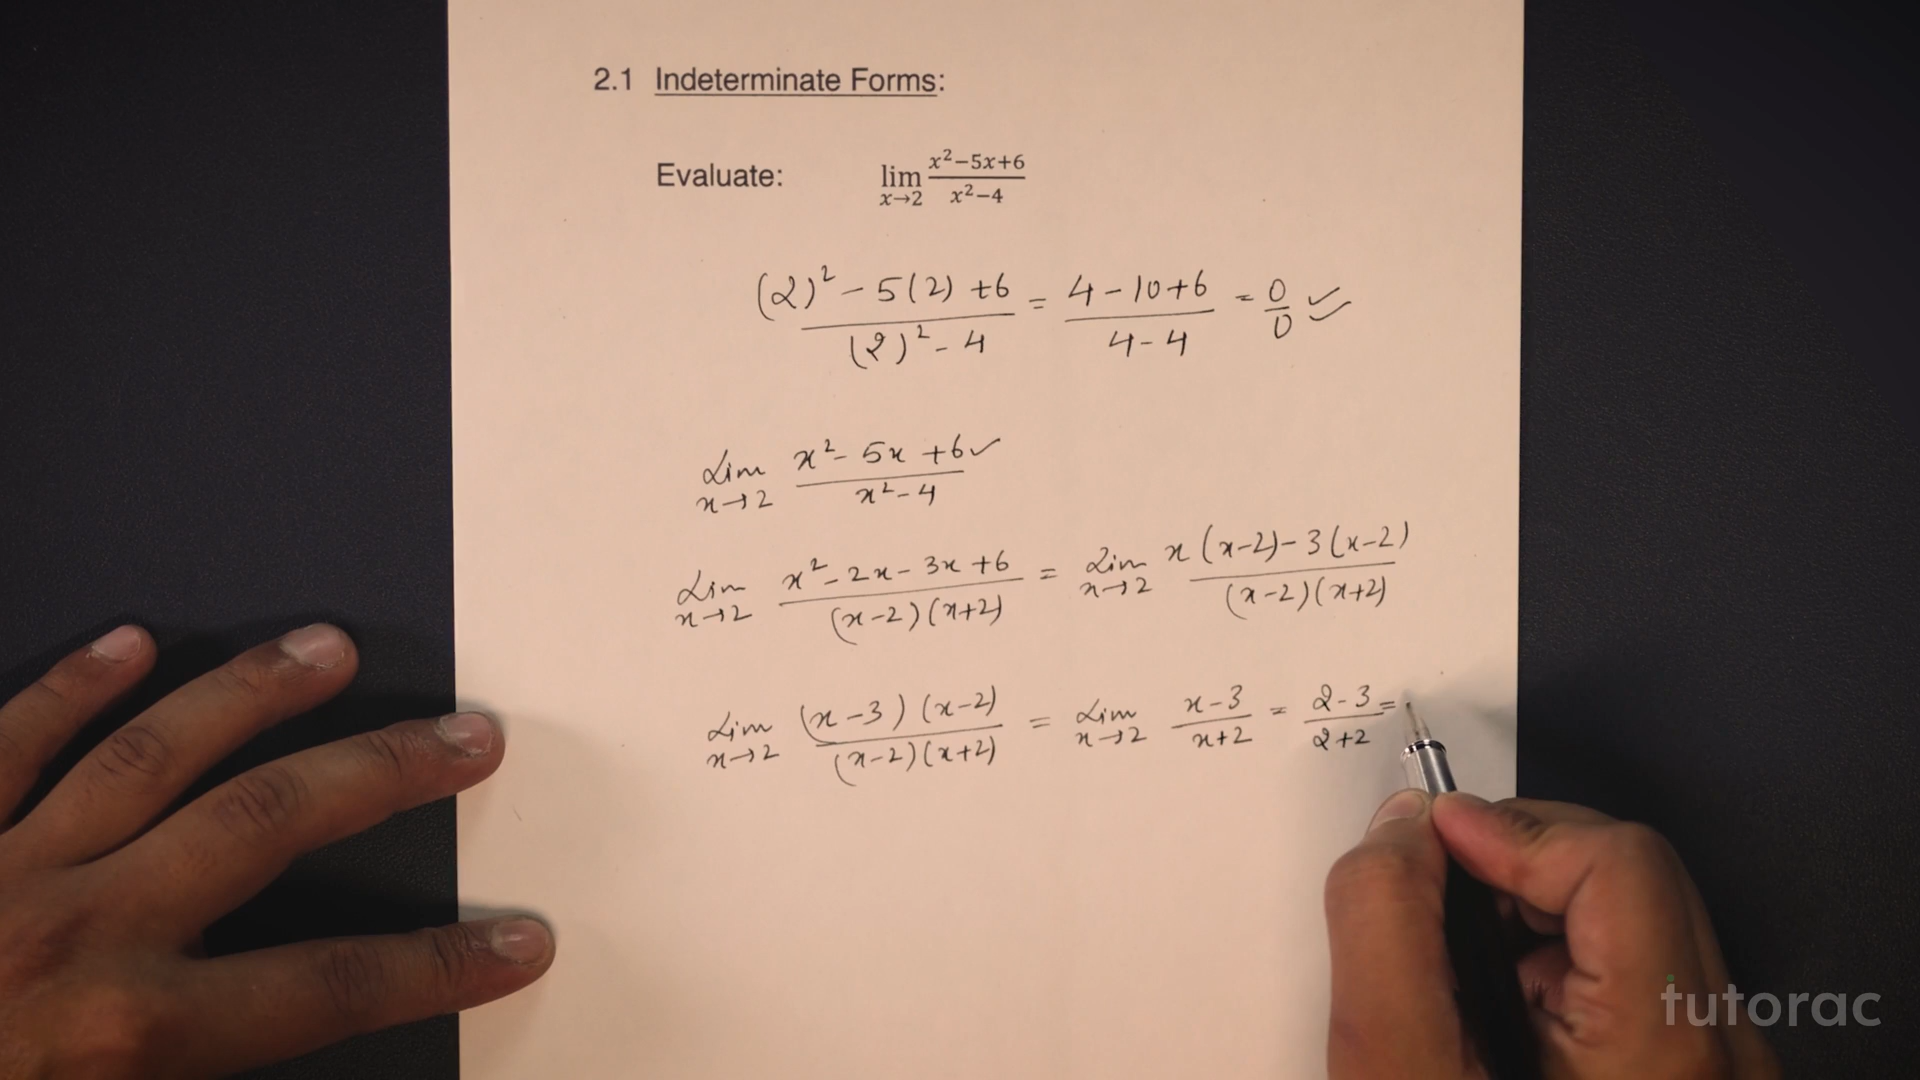 2.1 Indeterminate Forms:
Evaluate: lim x→2 (x²−5x+6)/(x²−4)
((2)² − 5(2) + 6)/((2)² − 4) = (4 − 10 + 6)/(4 − 4) = 0/0 ✓
Lim x→2 (x² − 5x + 6)/(x² − 4) ✓
Lim x→2 (x² − 2x − 3x + 6)/((x−2)(x+2)) = Lim x→2 (x(x−2) − 3(x−2))/((x−2)(x+2))
Lim x→2 ((x−3)(x−2))/((x−2)(x+2)) = Lim x→2 (x−3)/(x+2) = (2−3)/(2+2) =
tutorac